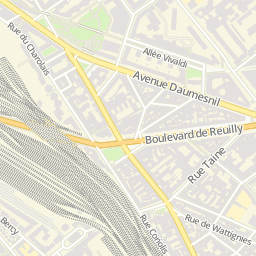 Rue du Charolais
Allée Vivaldi
Avenue Daumesnil
Boulevard de Reuilly
Rue Taine
Rue de Wattignies
Rue Coriolis
Bercy